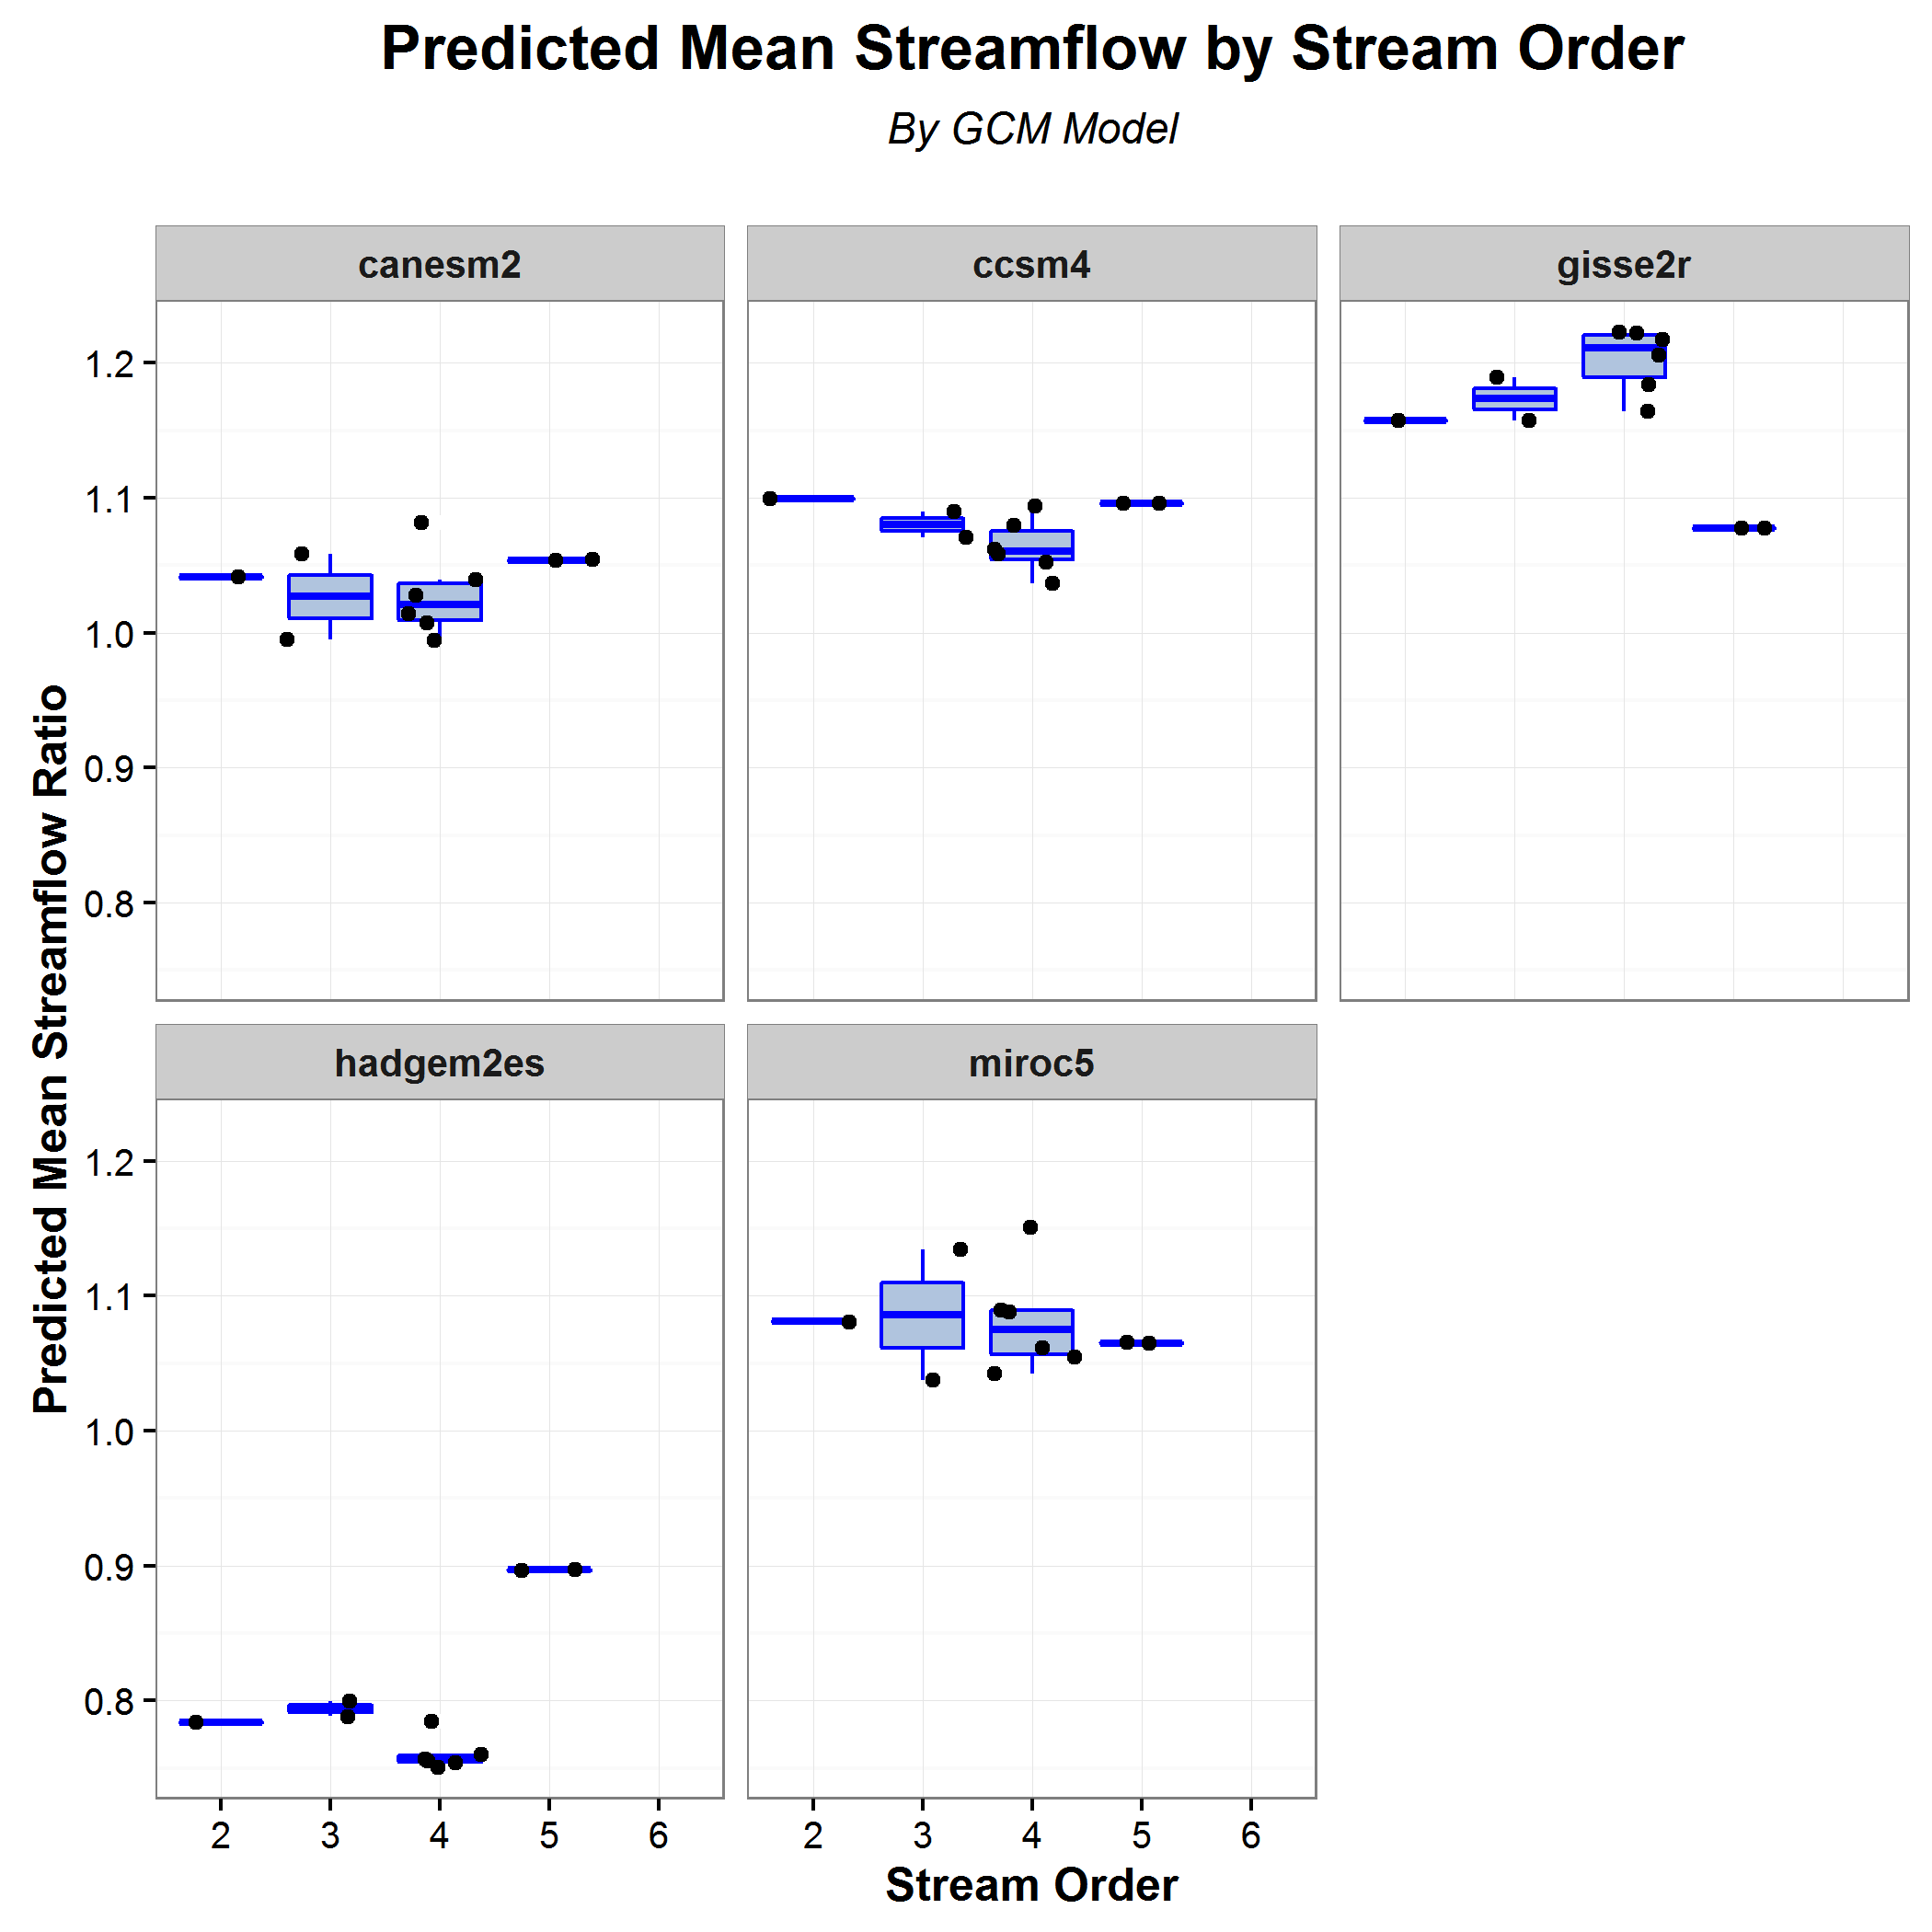 Predicted Mean Streamflow by Stream Order
By GCM Model
canesm2
ccsm4
gisse2r
1.2
1.1
1.0
0.9
0.8
Predicted Mean Streamflow Ratio
hadgem2es
miroc5
1.2
1.1
1.0
0.9
0.8
2 3 4 5 6
2 3 4 5 6
Stream Order